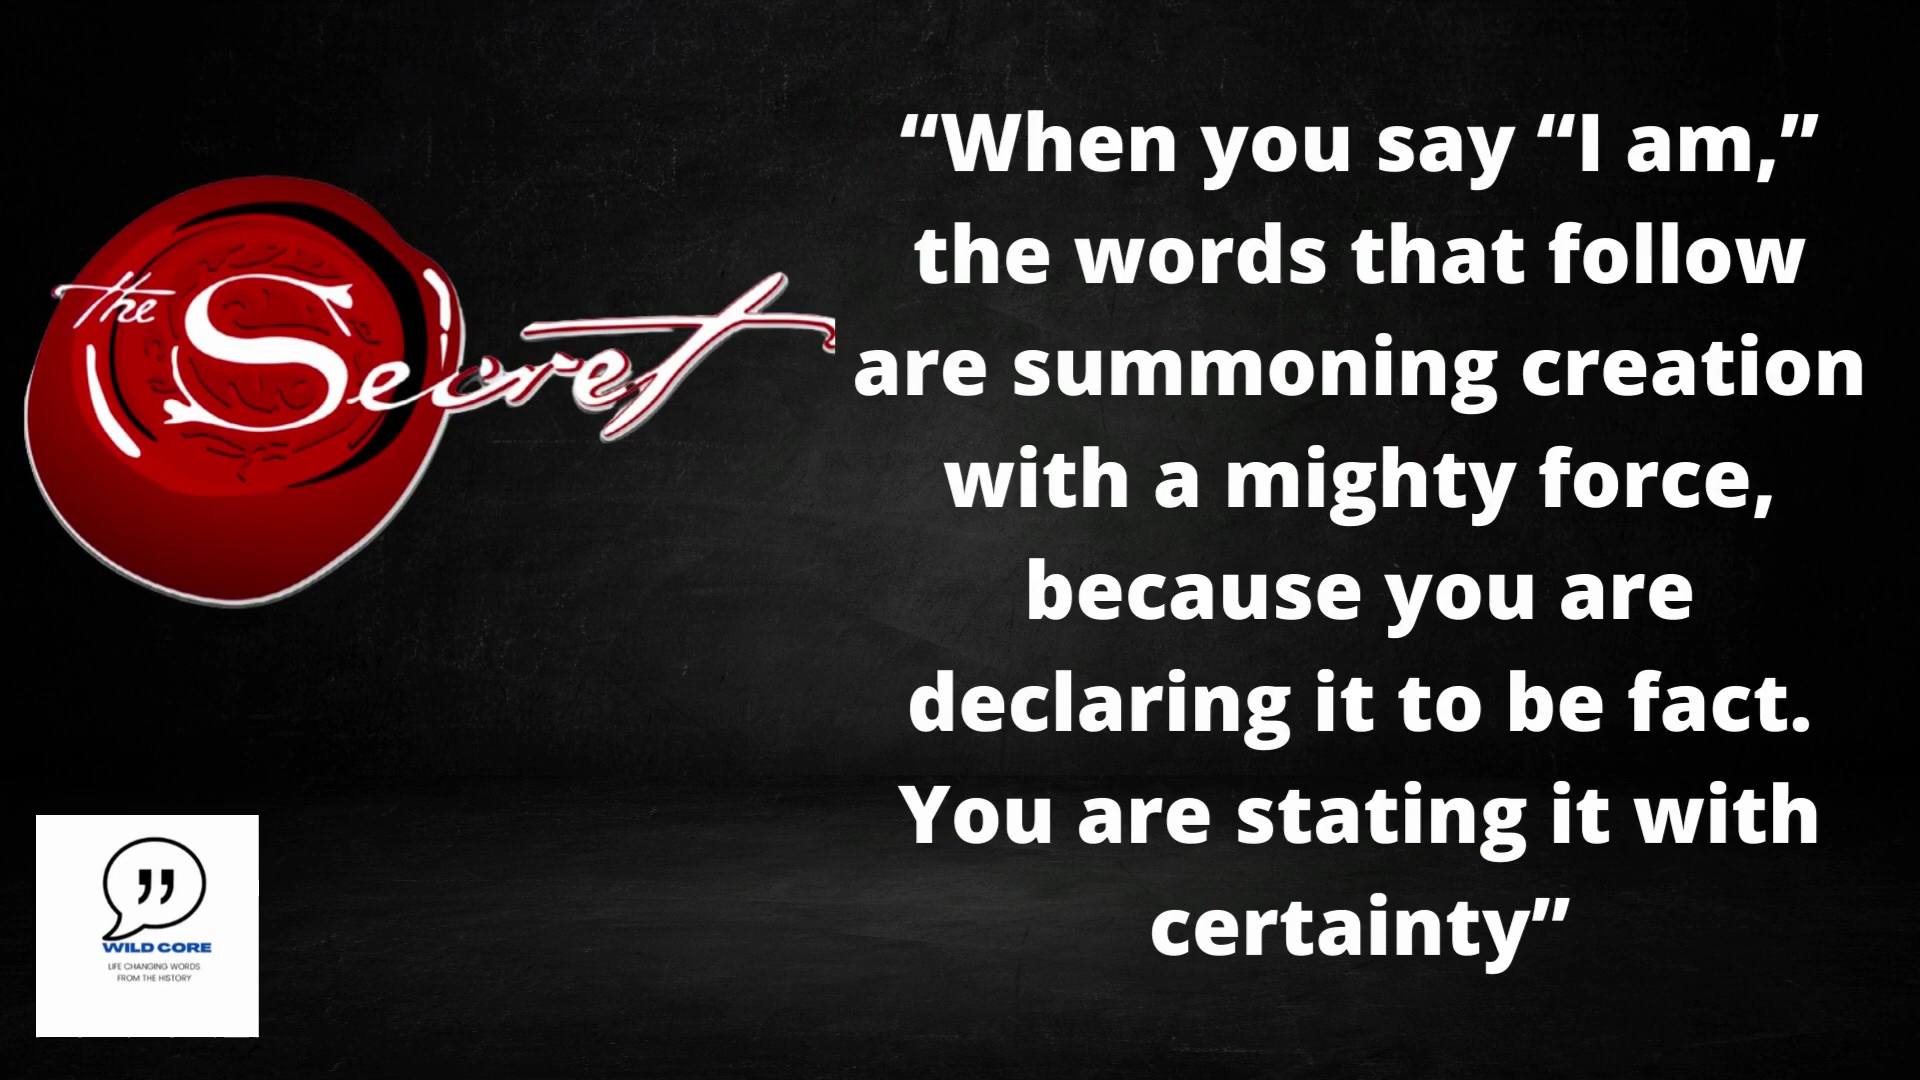 the Secret
“When you say “I am,”
the words that follow
are summoning creation
with a mighty force,
because you are
declaring it to be fact.
You are stating it with
certainty”
WILD CORE
LIFE CHANGING WORDS
FROM THE HISTORY